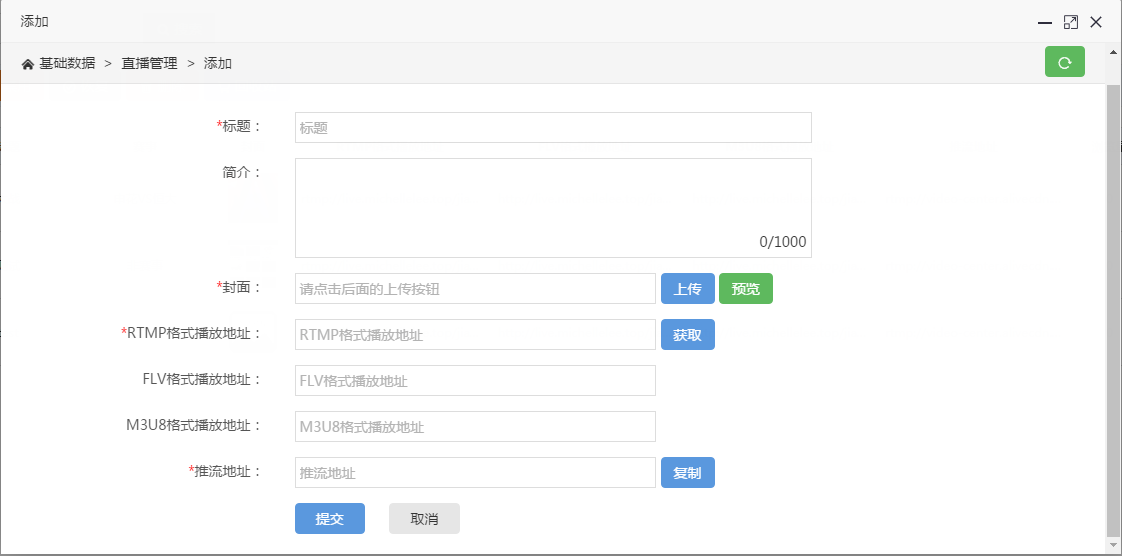 添加
基础数据 > 直播管理 > 添加
*标题： 标题
简介：
0/1000
*封面： 请点击后面的上传按钮 上传 预览
*RTMP格式播放地址： RTMP格式播放地址 获取
FLV格式播放地址： FLV格式播放地址
M3U8格式播放地址： M3U8格式播放地址
*推流地址： 推流地址 复制
提交 取消